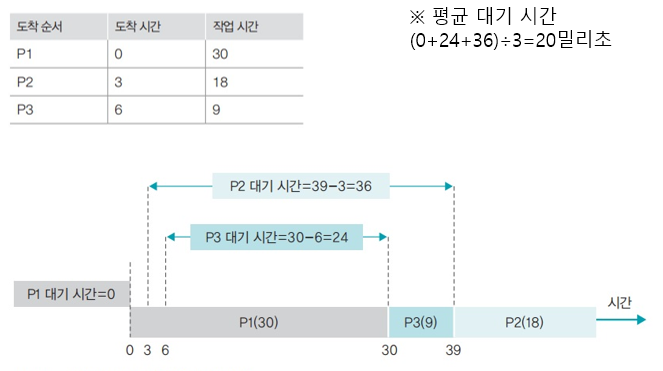 도착 순서 도착 시간 작업 시간
P1 0 30
P2 3 18
P3 6 9
※ 평균 대기 시간
(0+24+36)÷3=20밀리초
P2 대기 시간=39-3=36
P3 대기 시간=30-6=24
P1 대기 시간=0
시간
P1(30) P3(9) P2(18)
0 3 6 30 39